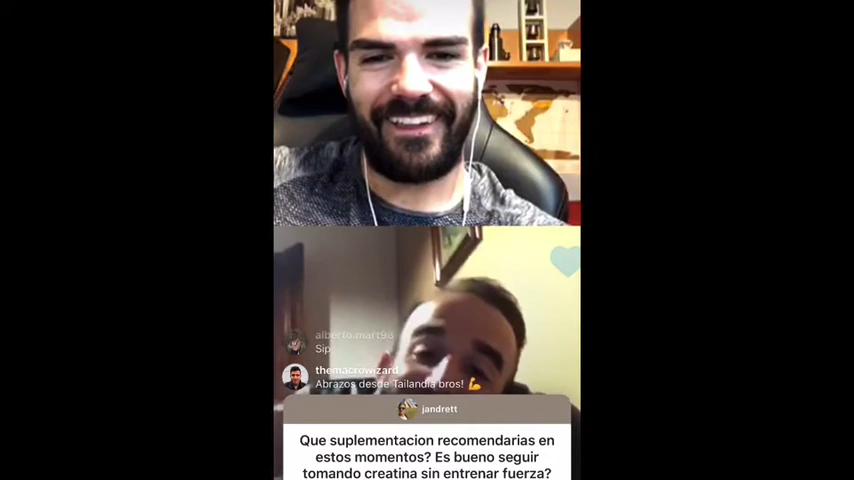 alberto.mart98
Sip
themacrowizard
Abrazos desde Tailandia bros! 💪
jandrett
Que suplementacion recomendarias en
estos momentos? Es bueno seguir
tomando creatina sin entrenar fuerza?